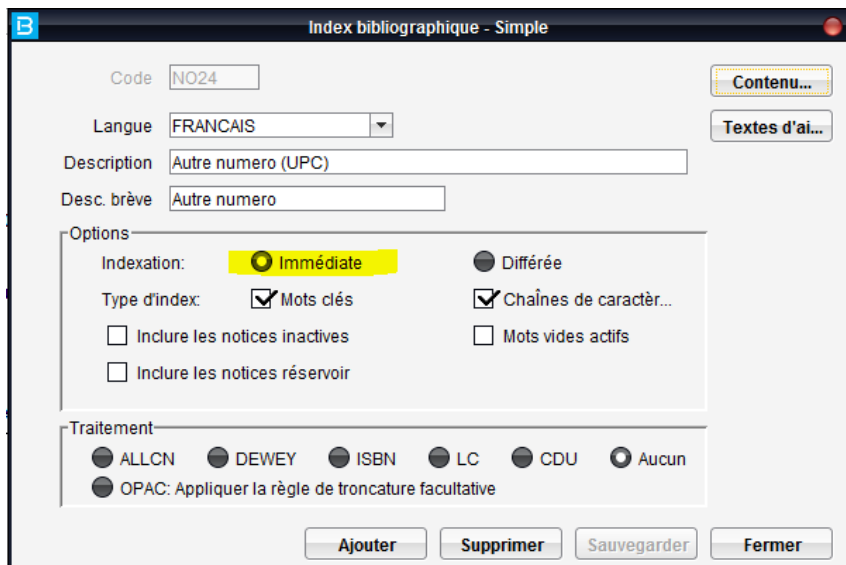 B Index bibliographique - Simple
Code NO24 Contenu...
Langue FRANCAIS Textes d'ai...
Description Autre numero (UPC)
Desc. brève Autre numero
Options
Indexation: Immédiate Différée
Type d'index: Mots clés Chaînes de caractèr...
Inclure les notices inactives Mots vides actifs
Inclure les notices réservoir
Traitement
ALLCN DEWEY ISBN LC CDU Aucun
OPAC: Appliquer la règle de troncature facultative
Ajouter Supprimer Sauvegarder Fermer